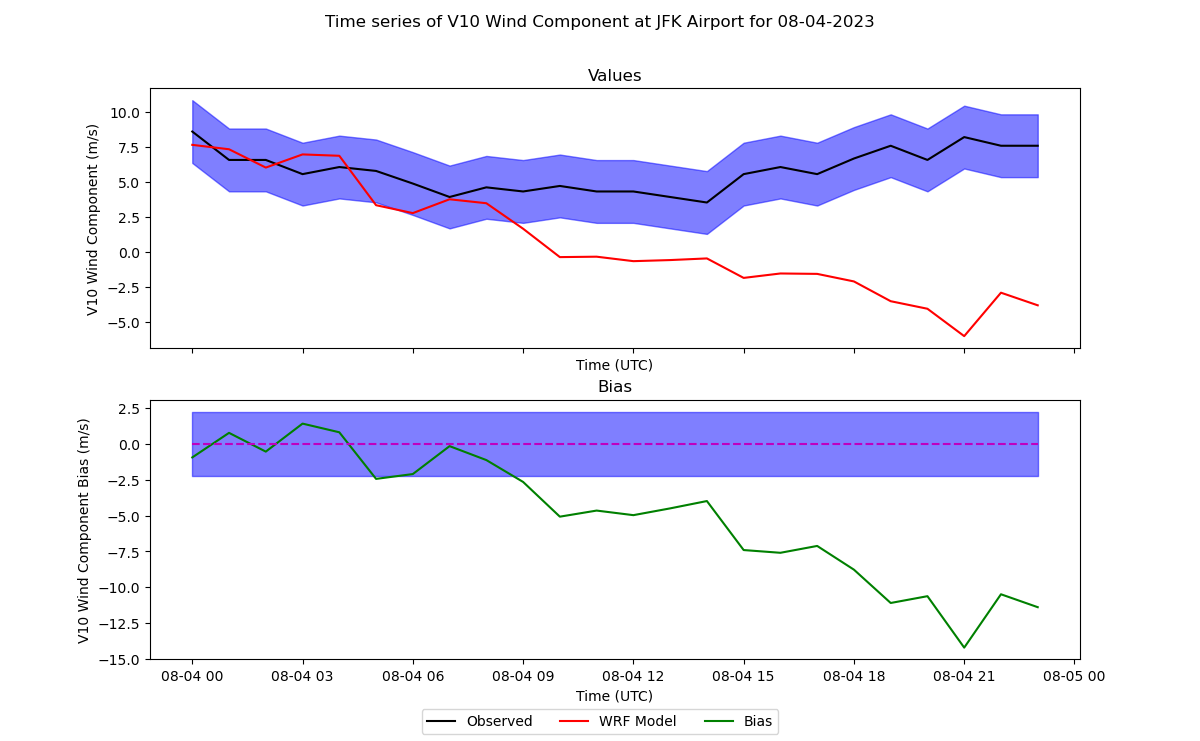 Time series of V10 Wind Component at JFK Airport for 08-04-2023
Values
V10 Wind Component (m/s)
10.0
7.5
5.0
2.5
0.0
−2.5
−5.0
Time (UTC)
Bias
V10 Wind Component Bias (m/s)
2.5
0.0
−2.5
−5.0
−7.5
−10.0
−12.5
−15.0
08-04 00 08-04 03 08-04 06 08-04 09 08-04 12 08-04 15 08-04 18 08-04 21 08-05 00
Time (UTC)
Observed WRF Model Bias